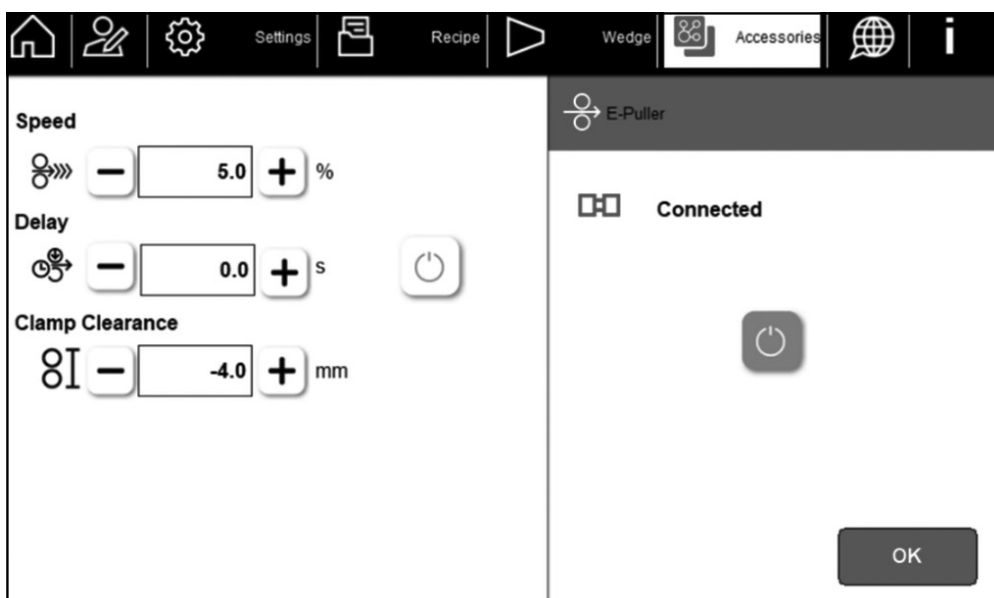 Settings Recipe Wedge Accessories i
Speed
5.0 %
Delay
0.0 s
Clamp Clearance
-4.0 mm
E-Puller
Connected
OK